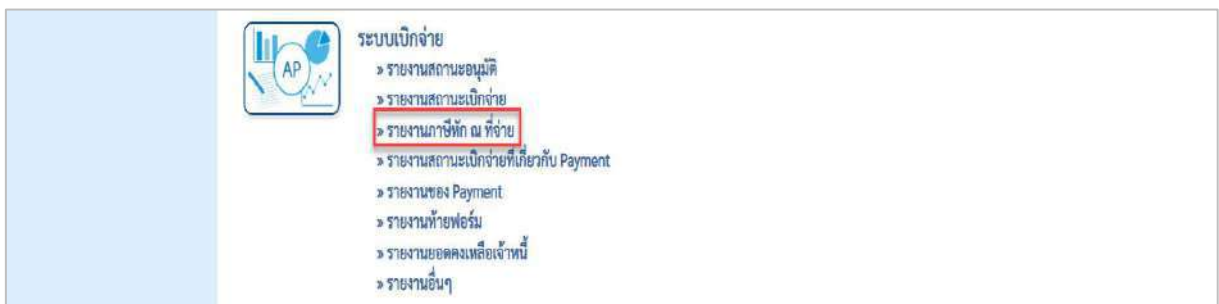 AP
ระบบเบิกจ่าย
» รายงานสถานะอนุมัติ
» รายงานสถานะเบิกจ่าย
» รายงานภาษีหัก ณ ที่จ่าย
» รายงานสถานะเบิกจ่ายที่เกี่ยวกับ Payment
» รายงานของ Payment
» รายงานท้ายฟอร์ม
» รายงานยอดคงเหลือเจ้าหนี้
» รายงานอื่นๆ